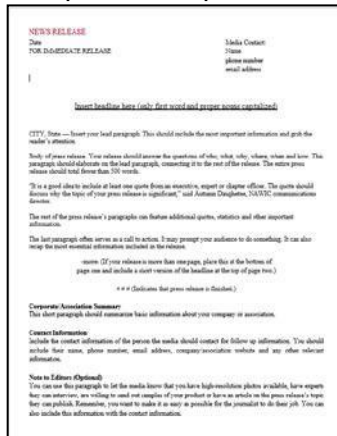 NEWS RELEASE
Date Media Contact:
FOR IMMEDIATE RELEASE Name
phone number
email address
Insert headline here (only first word and proper nouns capitalized)
CITY, State — Insert your lead paragraph. This should include the most important information and grab the
reader's attention.
Body of press release. Your release should answer the questions of who, what, why, where, when and how. This
paragraph should elaborate on the lead paragraph, connecting it to the rest of the release. The entire press
release should total fewer than 500 words.
"It is a good idea to include at least one quote from an executive, expert or chapter officer. The quote should
discuss why the topic of your press release is significant," said Autumn Daughetee, NAWIC communications
director.
The rest of the press release's paragraphs can feature additional quotes, statistics and other important
information.
The last paragraph often serves as a call to action. It may prompt your audience to do something. It can also
recap the most essential information included in the release.
-more- (If your release is more than one page, place this at the bottom of
page one and include a short version of the headline at the top of page two.)
# # # (Indicates that press release is finished.)
Corporate/Association Summary
This short paragraph should summarize basic information about your company or association.
Contact Information
Include the contact information of the person the media should contact for follow up information. You should
include their name, phone number, email address, company/association website and any other relevant
information.
Note to Editors (Optional)
You can use this paragraph to let the media know that you have high-resolution photos available, have experts
they can interview, are willing to send out samples of your product or have an article on the press release's topic
they can publish. Remember, you want to make it as easy as possible for the journalist to do their job. You can
also include this information with the contact information.